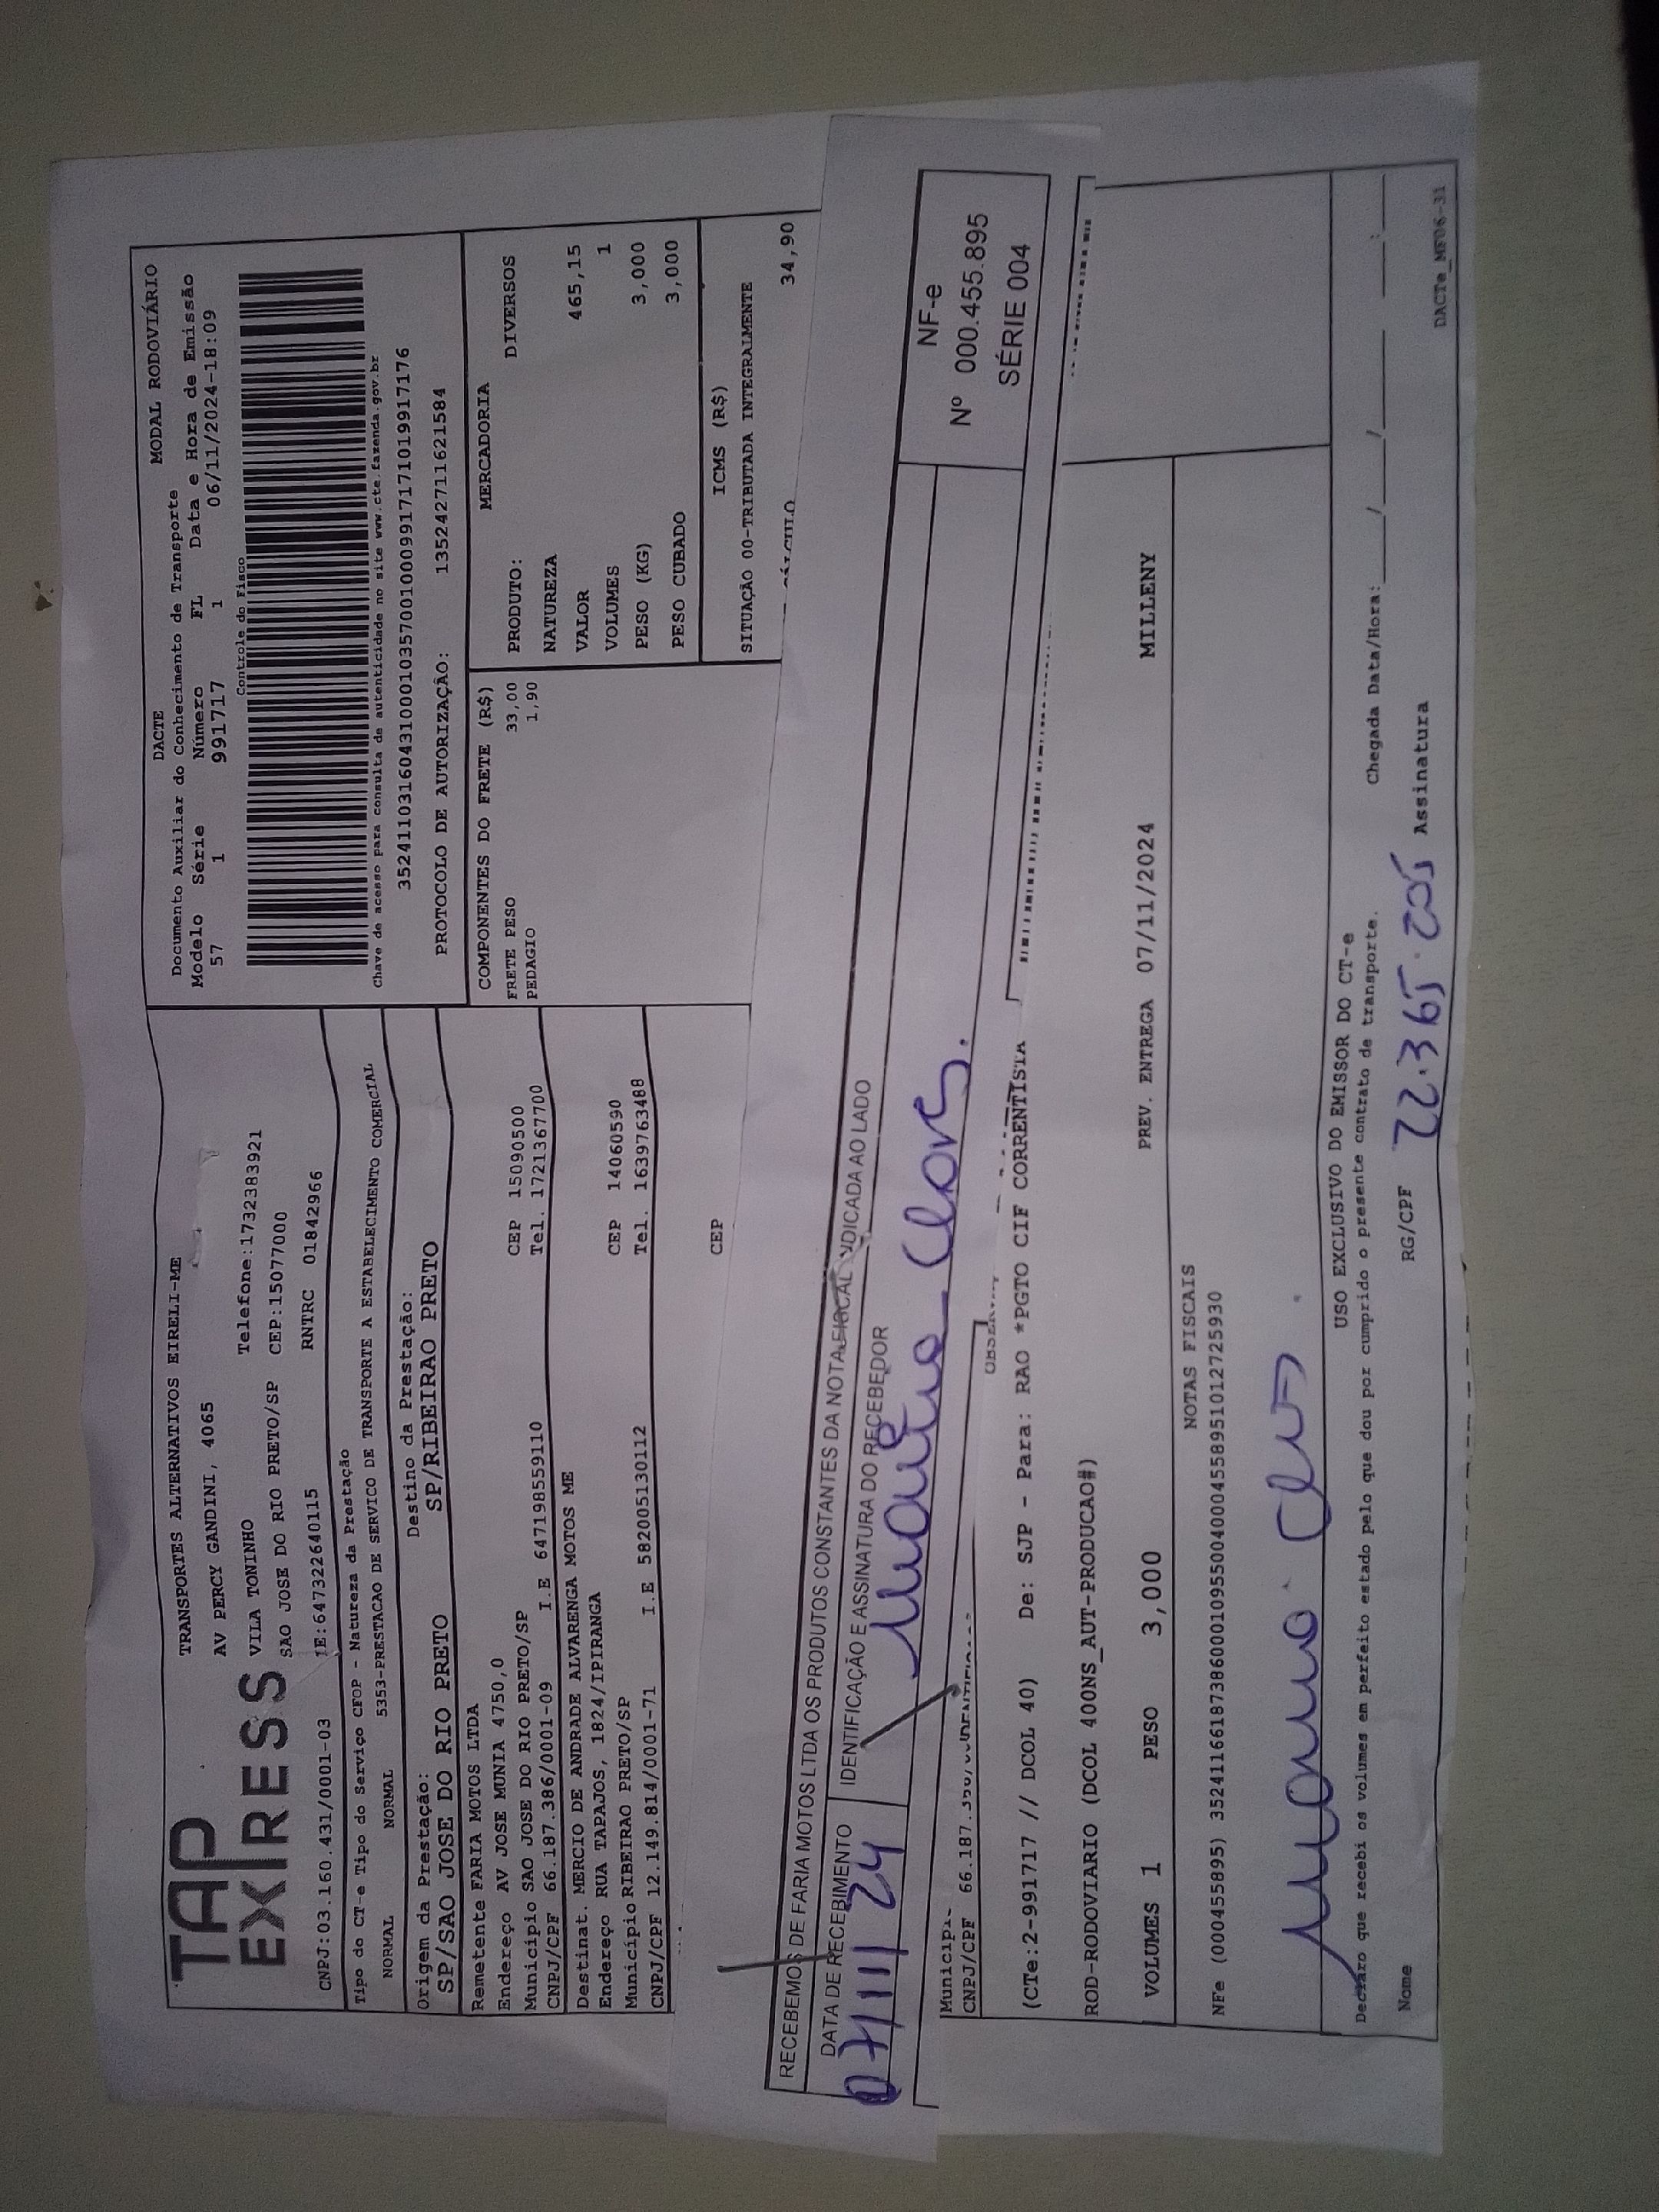 TAP
EXPRESS
TRANSPORTES ALTERNATIVOS EIRELI-ME
AV PERCY GANDINI, 4065
VILA TONINHO Telefone:1732383921
SAO JOSE DO RIO PRETO/SP CEP:15077000
CNPJ:03.160.431/0001-03 IE:647322640115 RNTRC 01842966
Tipo do CT-e Tipo do Serviço CFOP - Natureza da Prestação
NORMAL NORMAL 5353-PRESTACAO DE SERVICO DE TRANSPORTE A ESTABELECIMENTO COMERCIAL
Origem da Prestação: Destino da Prestação:
SP/SAO JOSE DO RIO PRETO SP/RIBEIRAO PRETO
Remetente FARIA MOTOS LTDA
Endereço AV JOSE MUNIA 4750,0 CEP 15090500
Município SAO JOSE DO RIO PRETO/SP Tel. 1721367700
CNPJ/CPF 66.187.386/0001-09 I.E 647198559110
Destinat. MERCIO DE ANDRADE ALVARENGA MOTOS ME
Endereço RUA TAPAJOS, 1824/IPIRANGA CEP 14060590
Município RIBEIRAO PRETO/SP Tel. 1639763488
CNPJ/CPF 12.149.814/0001-71 I.E 582005130112
CEP
DACTE MODAL RODOVIÁRIO
Documento Auxiliar do Conhecimento de Transporte
Modelo Série Número FL Data e Hora de Emissão
57 1 991717 1 06/11/2024-18:09
Controle do Fisco
Chave de acesso para consulta de autenticidade no site www.cte.fazenda.gov.br
35241103160431000103570010009917171019917176
PROTOCOLO DE AUTORIZAÇÃO: 135242711621584
COMPONENTES DO FRETE (R$)
FRETE PESO 33,00
PEDAGIO 1,90
MERCADORIA
PRODUTO: DIVERSOS
NATUREZA
VALOR 465,15
VOLUMES 1
PESO (KG) 3,000
PESO CUBADO 3,000
ICMS (R$)
SITUAÇÃO 00-TRIBUTADA INTEGRALMENTE
34,90
RECEBEMOS DE FARIA MOTOS LTDA OS PRODUTOS CONSTANTES DA NOTA FISCAL INDICADA AO LADO
DATA DE RECEBIMENTO IDENTIFICAÇÃO E ASSINATURA DO RECEBEDOR
07/11/24
NF-e
Nº 000.455.895
SÉRIE 004
CNPJ/CPF 66.187.
(CTe:2-991717 // DCOL 40) De: SJP - Para: RAO *PGTO CIF CORRENTISTA
ROD-RODOVIARIO (DCOL 400NS_AUT-PRODUCAO#)
VOLUMES 1 PESO 3,000 PREV. ENTREGA 07/11/2024 MILLENY
NOTAS FISCAIS
NFe (000455895) 35241166187386000109550040004558951012725930
USO EXCLUSIVO DO EMISSOR DO CT-e
Declaro que recebi os volumes em perfeito estado pelo que dou por cumprido o presente contrato de transporte.
Chegada Data/Hora: ___/___/___ ___:___
Nome RG/CPF 22.365.205 Assinatura
DACTe_MF06-31